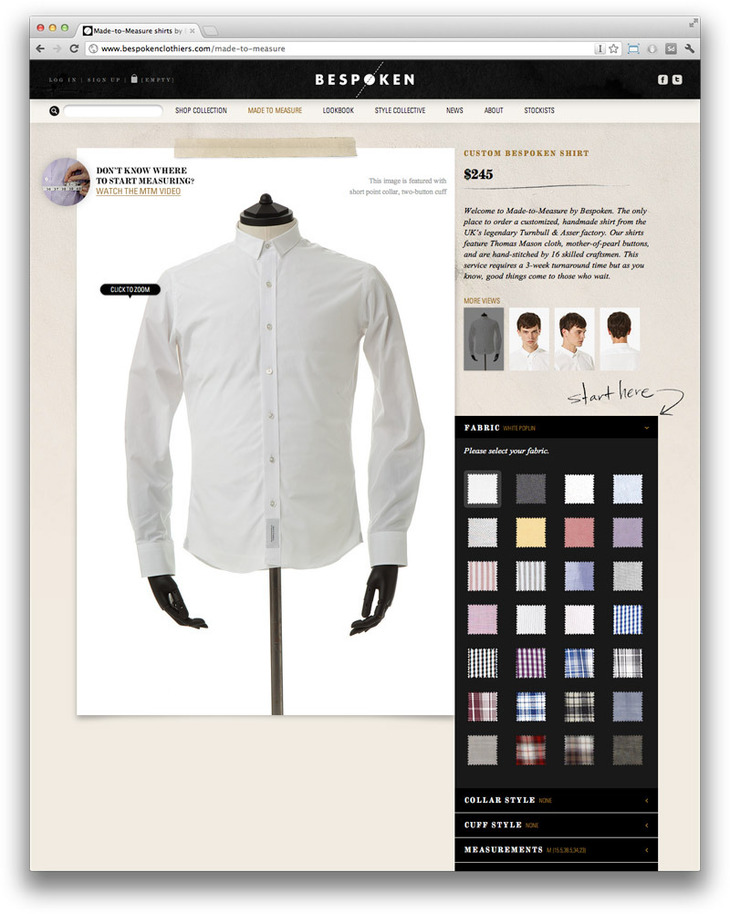 Made-to-Measure shirts by
www.bespokenclothiers.com/made-to-measure
LOG IN | SIGN UP | [EMPTY]
BESPOKEN
SHOP COLLECTION MADE TO MEASURE LOOKBOOK STYLE COLLECTIVE NEWS ABOUT STOCKISTS
DON'T KNOW WHERE
TO START MEASURING?
WATCH THE MTM VIDEO
This image is featured with
short point collar, two-button cuff
CLICK TO ZOOM
CUSTOM BESPOKEN SHIRT
$245
Welcome to Made-to-Measure by Bespoken. The only
place to order a customized, handmade shirt from the
UK's legendary Turnbull & Asser factory. Our shirts
feature Thomas Mason cloth, mother-of-pearl buttons,
and are hand-stitched by 16 skilled craftsmen. This
service requires a 3-week turnaround time but as you
know, good things come to those who wait.
MORE VIEWS
start here
FABRIC WHITE POPLIN
Please select your fabric.
COLLAR STYLE NONE
CUFF STYLE NONE
MEASUREMENTS M